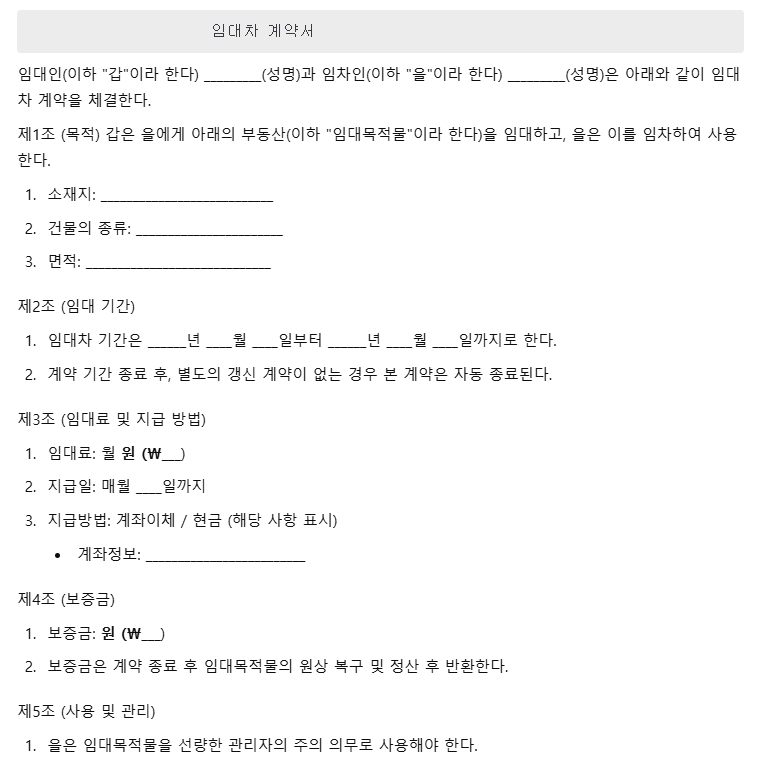 임대차 계약서
임대인(이하 "갑"이라 한다) _________(성명)과 임차인(이하 "을"이라 한다) _________(성명)은 아래와 같이 임대
차 계약을 체결한다.
제1조 (목적) 갑은 을에게 아래의 부동산(이하 "임대목적물"이라 한다)을 임대하고, 을은 이를 임차하여 사용
한다.
1. 소재지: ___________________________
2. 건물의 종류: _______________________
3. 면적: _____________________________
제2조 (임대 기간)
1. 임대차 기간은 ______년 ____월 ____일부터 ______년 ____월 ____일까지로 한다.
2. 계약 기간 종료 후, 별도의 갱신 계약이 없는 경우 본 계약은 자동 종료된다.
제3조 (임대료 및 지급 방법)
1. 임대료: 월 원 (₩___)
2. 지급일: 매월 ____일까지
3. 지급방법: 계좌이체 / 현금 (해당 사항 표시)
• 계좌정보: _________________________
제4조 (보증금)
1. 보증금: 원 (₩___)
2. 보증금은 계약 종료 후 임대목적물의 원상 복구 및 정산 후 반환한다.
제5조 (사용 및 관리)
1. 을은 임대목적물을 선량한 관리자의 주의 의무로 사용해야 한다.